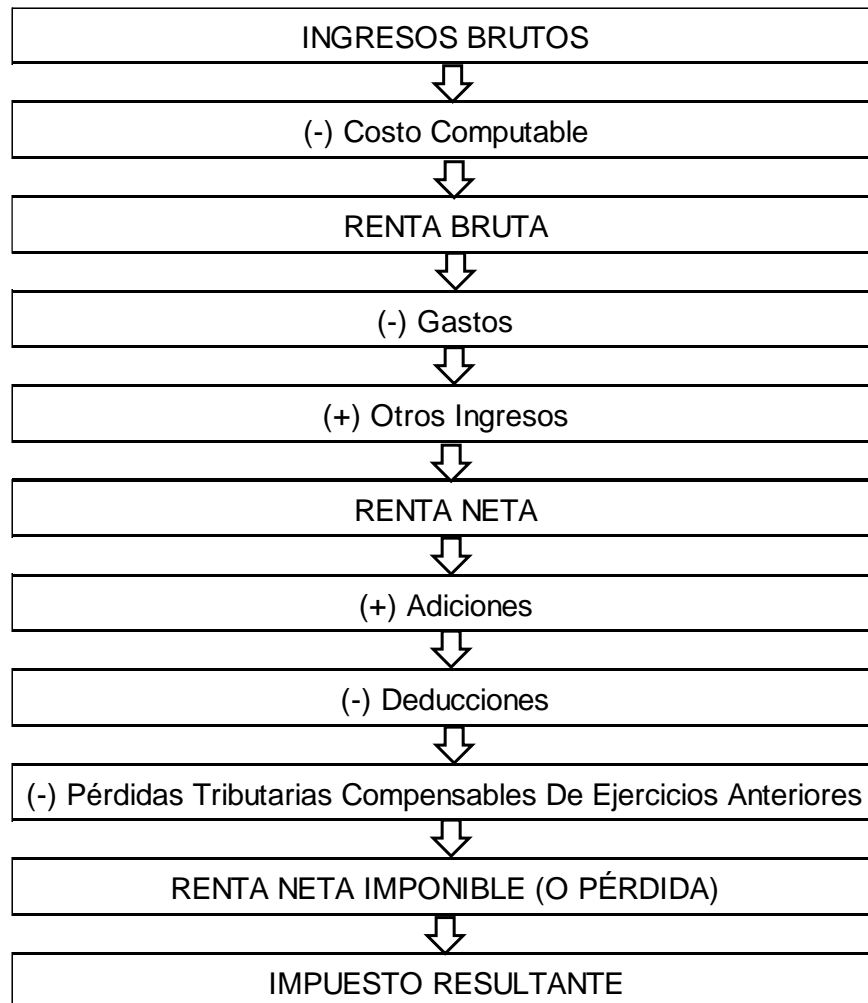 INGRESOS BRUTOS
(-) Costo Computable
RENTA BRUTA
(-) Gastos
(+) Otros Ingresos
RENTA NETA
(+) Adiciones
(-) Deducciones
(-) Pérdidas Tributarias Compensables De Ejercicios Anteriores
RENTA NETA IMPONIBLE (O PÉRDIDA)
IMPUESTO RESULTANTE